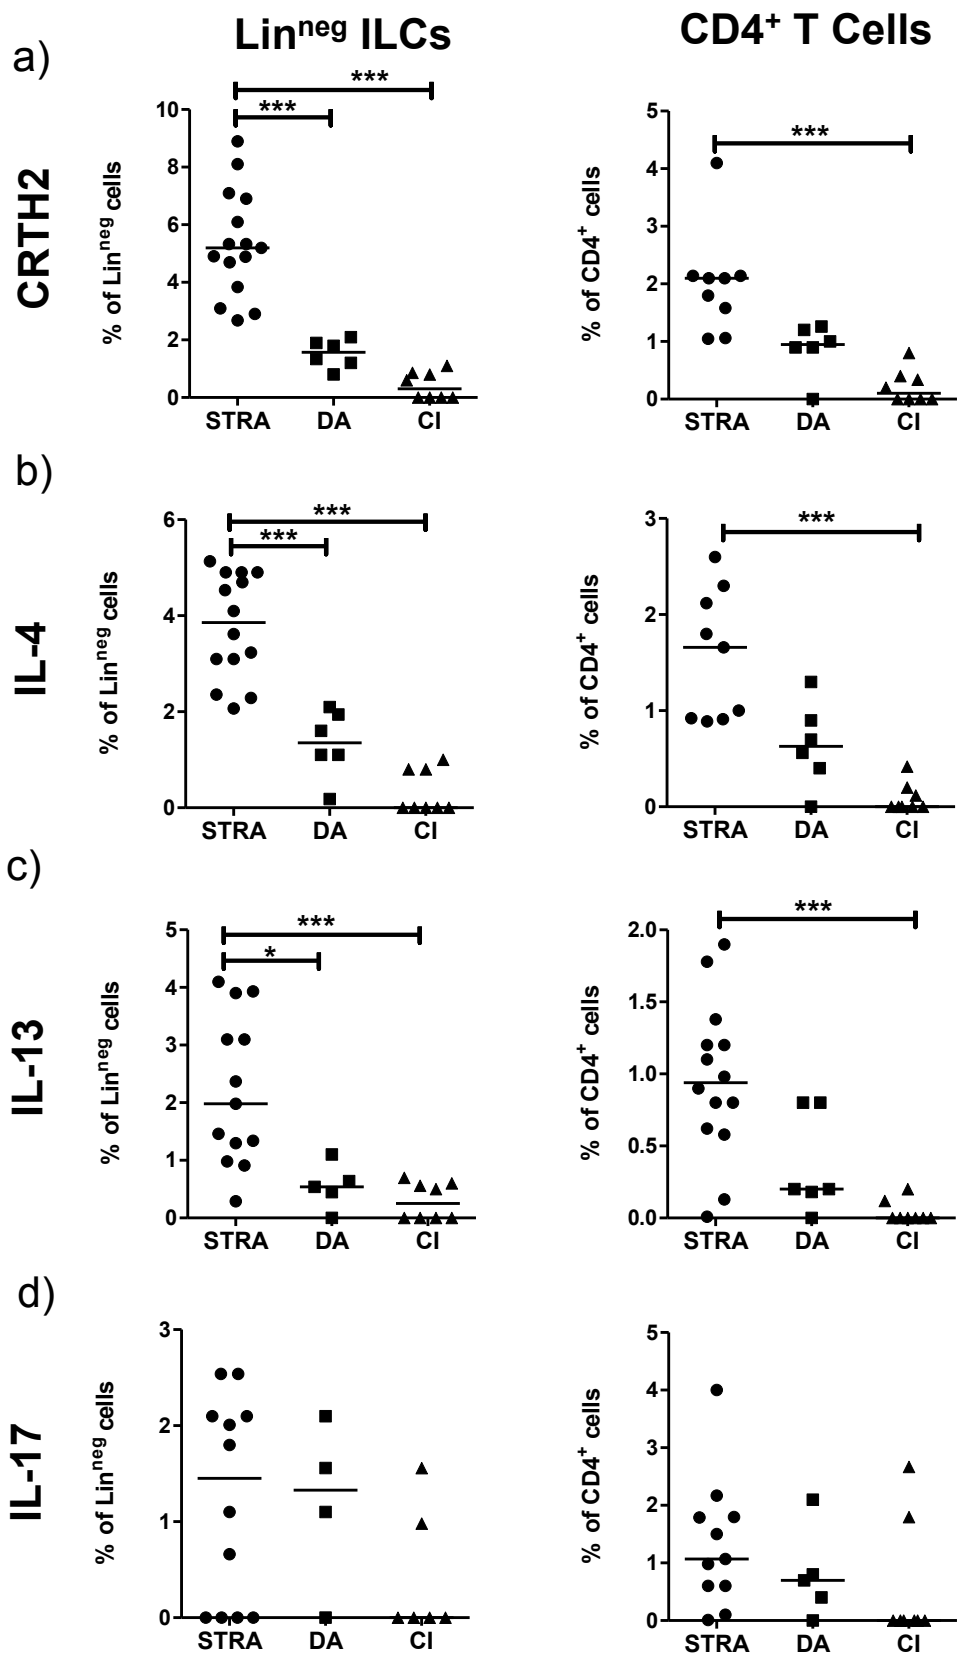 Lin^neg ILCs
CD4⁺ T Cells
a)
CRTH2
% of Lin^neg cells
10
8
6
4
2
0
***
***
STRA DA CI
% of CD4⁺ cells
5
4
3
2
1
0
***
STRA DA CI
b)
IL-4
% of Lin^neg cells
6
4
2
0
***
***
STRA DA CI
% of CD4⁺ cells
3
2
1
0
***
STRA DA CI
c)
IL-13
% of Lin^neg cells
5
4
3
2
1
0
***
*
STRA DA CI
% of CD4⁺ cells
2.0
1.5
1.0
0.5
0.0
***
STRA DA CI
d)
IL-17
% of Lin^neg cells
3
2
1
0
STRA DA CI
% of CD4⁺ cells
5
4
3
2
1
0
STRA DA CI